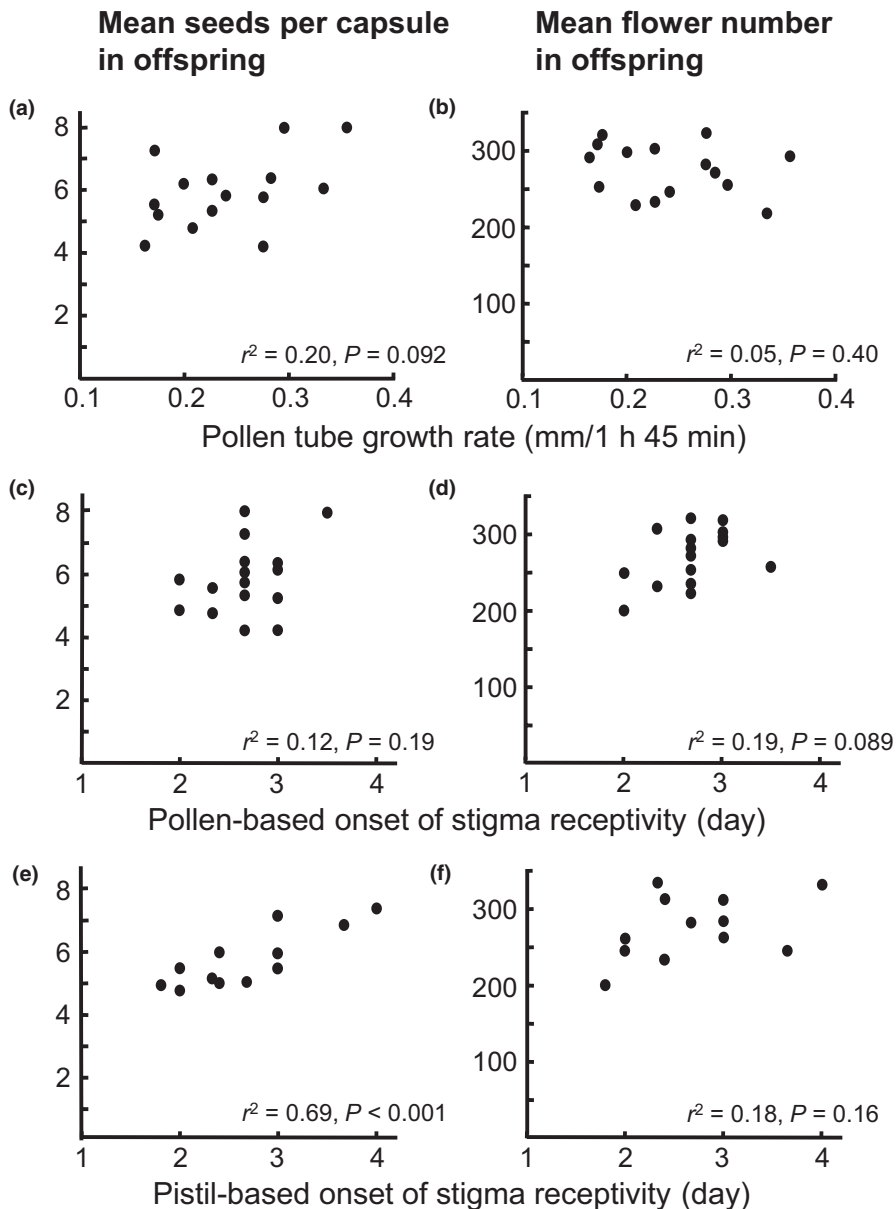 Mean seeds per capsule
in offspring
Mean flower number
in offspring
(a)
8
6
4
2
r² = 0.20, P = 0.092
0.1 0.2 0.3 0.4
(b)
300
200
100
r² = 0.05, P = 0.40
0.1 0.2 0.3 0.4
Pollen tube growth rate (mm/1 h 45 min)
(c)
8
6
4
2
r² = 0.12, P = 0.19
1 2 3 4
(d)
300
200
100
r² = 0.19, P = 0.089
1 2 3 4
Pollen-based onset of stigma receptivity (day)
(e)
8
6
4
2
r² = 0.69, P < 0.001
1 2 3 4
(f)
300
200
100
r² = 0.18, P = 0.16
1 2 3 4
Pistil-based onset of stigma receptivity (day)